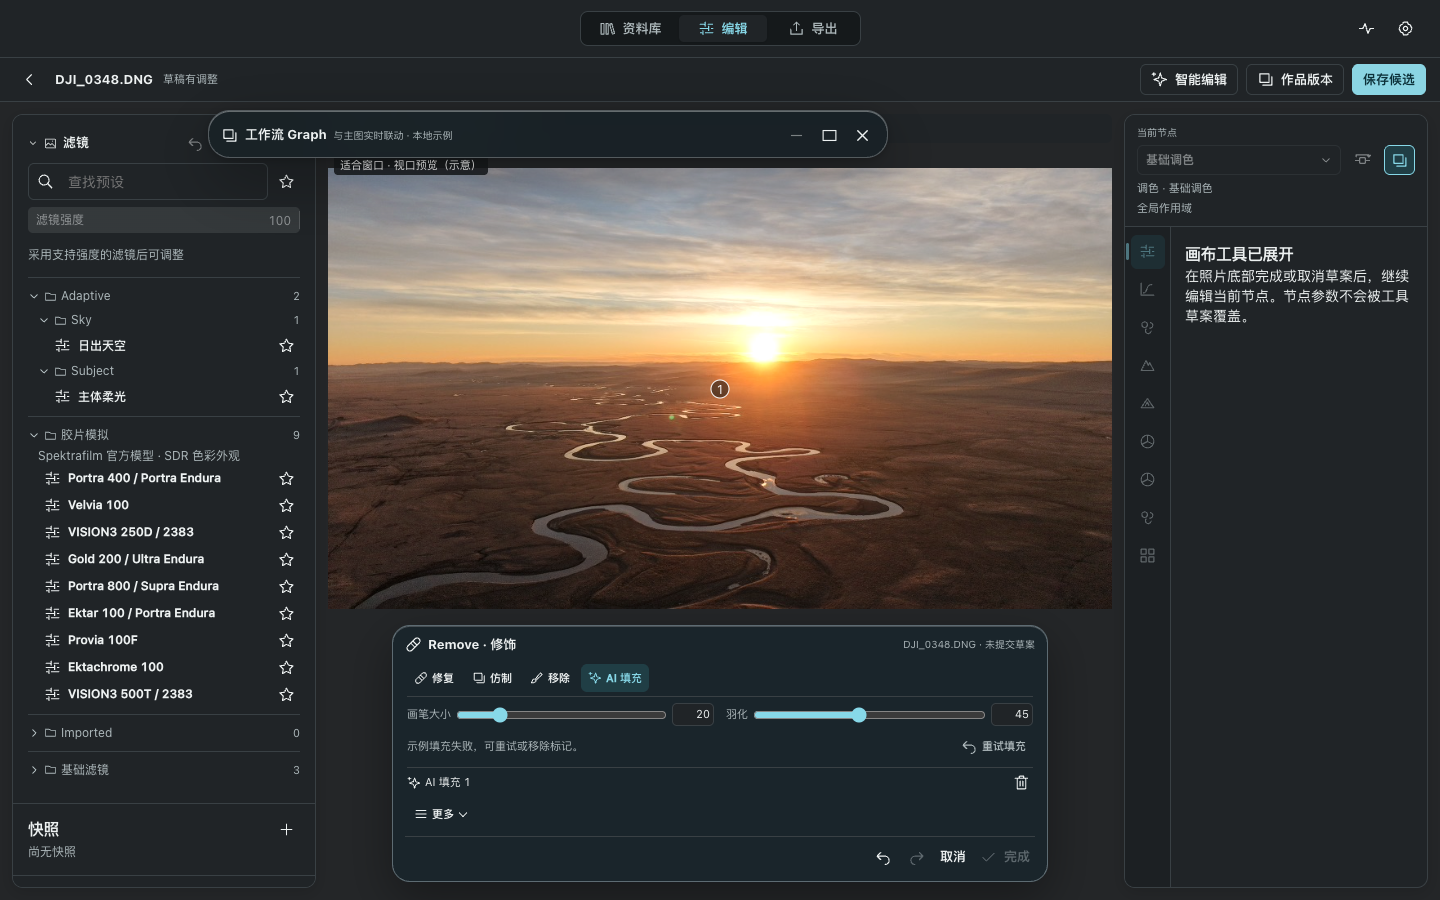 资料库
编辑
导出
DJI_0348.DNG 草稿有调整
智能编辑
作品版本
保存候选
滤镜
查找预设
滤镜强度 100
采用支持强度的滤镜后可调整
Adaptive 2
Sky 1
日出天空
Subject 1
主体柔光
胶片模拟 9
Spektrafilm 官方模型 · SDR 色彩外观
Portra 400 / Portra Endura
Velvia 100
VISION3 250D / 2383
Gold 200 / Ultra Endura
Portra 800 / Supra Endura
Ektar 100 / Portra Endura
Provia 100F
Ektachrome 100
VISION3 500T / 2383
Imported 0
基础滤镜 3
快照
尚无快照
工作流 Graph 与主图实时联动 · 本地示例
适合窗口 · 视口预览（示意）
1
Remove · 修饰
DJI_0348.DNG · 未提交草案
修复
仿制
移除
AI 填充
画笔大小 20
羽化 45
示例填充失败，可重试或移除标记。
重试填充
AI 填充 1
更多
取消
完成
当前节点
基础调色
调色 · 基础调色
全局作用域
画布工具已展开
在照片底部完成或取消草案后，继续
编辑当前节点。节点参数不会被工具
草案覆盖。